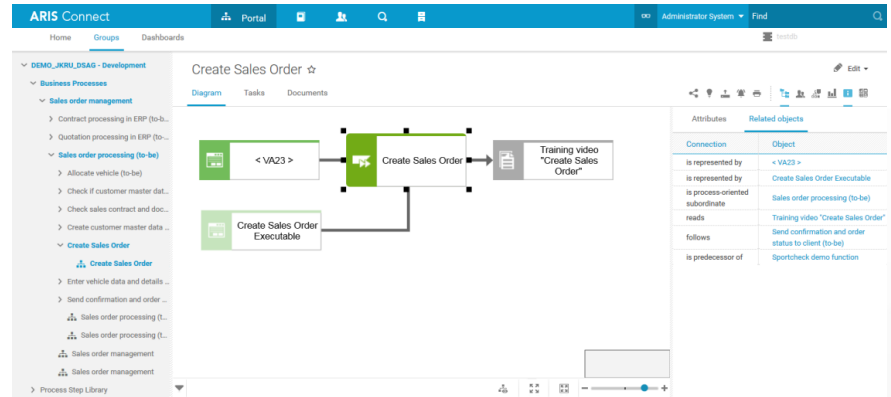 ARIS Connect
Portal
Administrator System
Find
Home Groups Dashboards
testdb
DEMO_JKRU_DSAG - Development
Business Processes
Sales order management
Contract processing in ERP (to-b...
Quotation processing in ERP (to-...
Sales order processing (to-be)
Allocate vehicle (to-be)
Check if customer master dat...
Check sales contract and doc...
Create customer master data ...
Create Sales Order
Create Sales Order
Enter vehicle data and details ...
Send confirmation and order ...
Sales order processing (t...
Sales order processing (t...
Sales order management
Sales order management
Process Step Library
Create Sales Order
Edit
Diagram Tasks Documents
< VA23 >
Create Sales Order
Training video
"Create Sales
Order"
Create Sales Order
Executable
Attributes Related objects
Connection Object
is represented by < VA23 >
is represented by Create Sales Order Executable
is process-oriented
subordinate Sales order processing (to-be)
reads Training video "Create Sales Order"
follows Send confirmation and order
status to client (to-be)
is predecessor of Sportcheck demo function